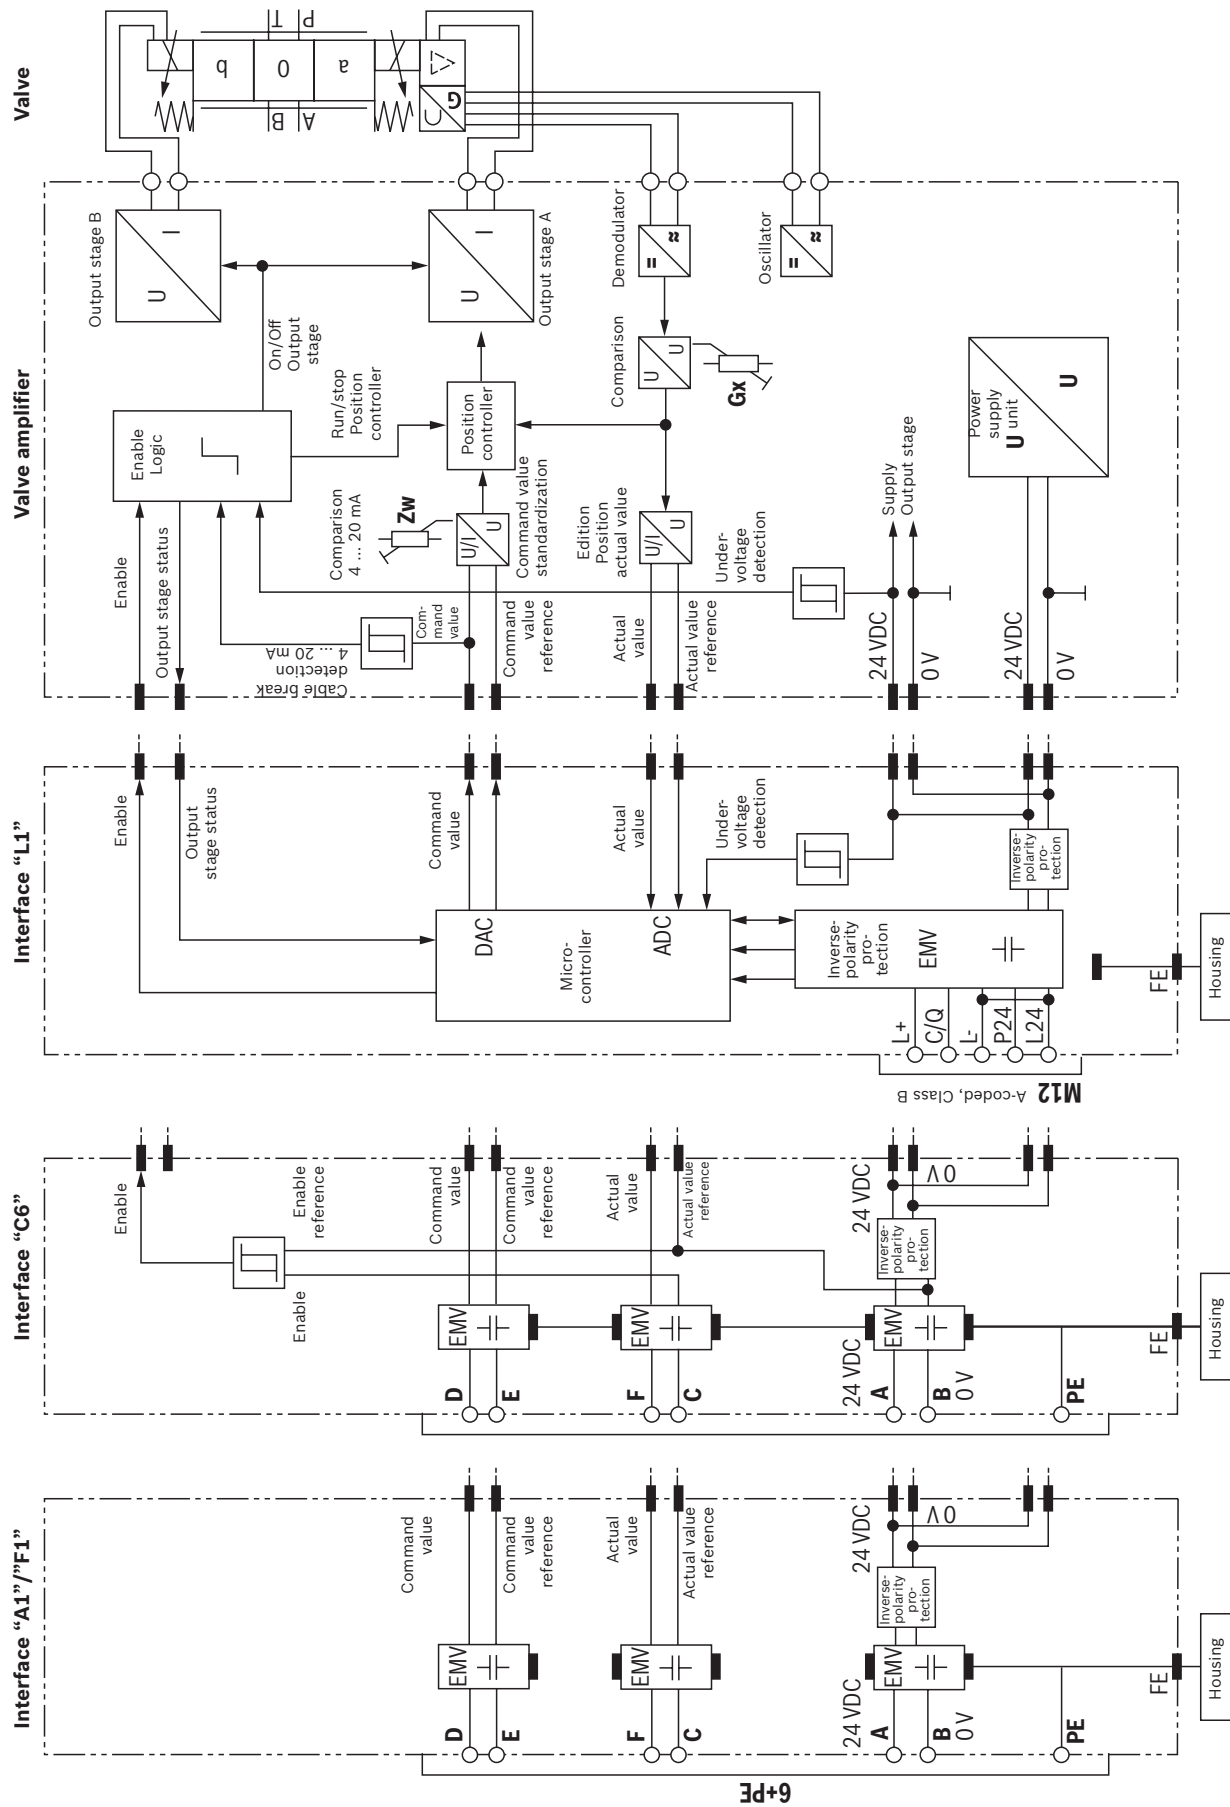 Interface “A1”/“F1”
6+PE
D
E
F
C
24 VDC
A
B
0 V
PE
EMV
EMV
EMV
Command
value
Command
value
reference
Actual
value
Actual value
reference
Inverse-
polarity
pro-
tection
24 VDC
0 V
FE
Housing
Interface “C6”
D
E
F
C
24 VDC
A
B
0 V
PE
EMV
EMV
EMV
Enable
Enable
Enable
reference
Command
value
Command
value
reference
Actual
value
Actual value
reference
Inverse-
polarity
pro-
tection
24 VDC
0 V
FE
Housing
Interface “L1”
M12
A-coded, Class B
L+
C/Q
L-
P24
L24
Enable
Output
stage status
Micro-
controller
DAC
ADC
Command
value
Actual
value
Under-
voltage
detection
Inverse-
polarity
pro-
tection
EMV
Inverse-
polarity
pro-
tection
FE
Housing
Valve amplifier
Enable
Output stage status
Cable break
detection
4 ... 20 mA
Com-
mand
value
Command
value
reference
Actual
value
Actual value
reference
24 VDC
0 V
24 VDC
0 V
Enable
Logic
Comparison
4 ... 20 mA
Zw
U/I
U
Command value
standardization
Edition
Position
actual value
U/I
U
Under-
voltage
detection
Supply
Output stage
Power
supply
unit
U
U
Run/stop
Position
controller
Position
controller
On/Off
Output
stage
Comparison
U
U
Gx
Output stage B
U
I
Output stage A
U
I
Demodulator
=
≈
Oscillator
=
≈
Valve
P
T
b
0
a
A
B
G
U